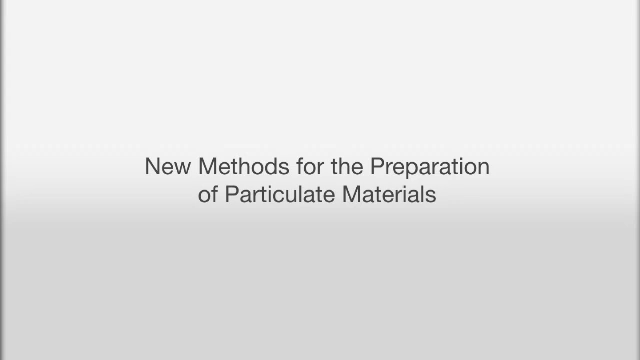 New Methods for the Preparation
of Particulate Materials